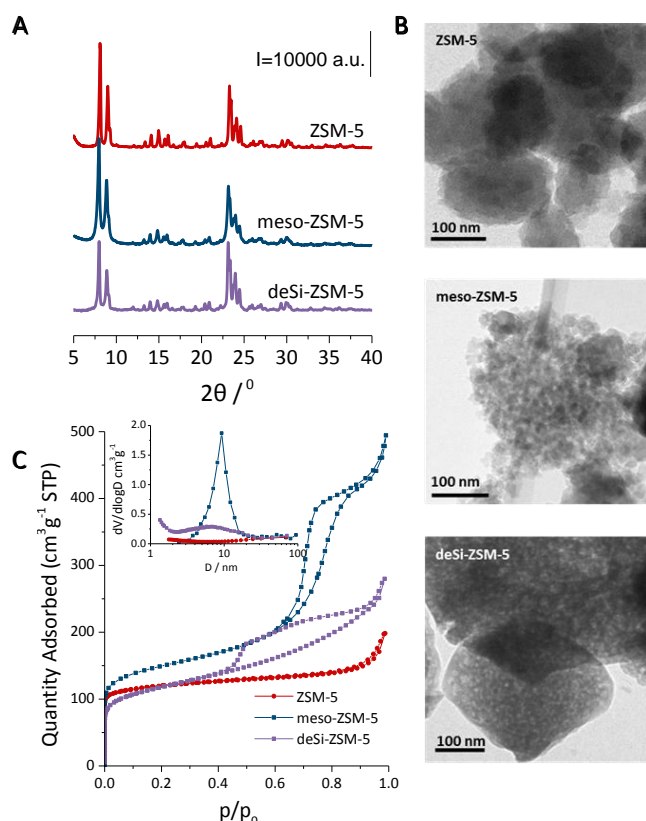 A
I=10000 a.u.
ZSM-5
meso-ZSM-5
deSi-ZSM-5
5 10 15 20 25 30 35 40
2θ / ⁰
B
ZSM-5
100 nm
meso-ZSM-5
100 nm
deSi-ZSM-5
100 nm
C
Quantity Adsorbed (cm³g⁻¹ STP)
500
400
300
200
100
0
0.0 0.2 0.4 0.6 0.8 1.0
p/p₀
dV/dlogD cm³g⁻¹
2.0
1.5
1.0
0.5
0.0
1 10 100
D / nm
ZSM-5
meso-ZSM-5
deSi-ZSM-5